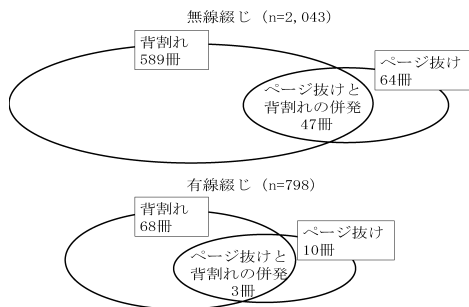 無線綴じ (n=2,043)
背割れ
589冊
ページ抜け
64冊
ページ抜けと
背割れの併発
47冊
有線綴じ (n=798)
背割れ
68冊
ページ抜け
10冊
ページ抜けと
背割れの併発
3冊